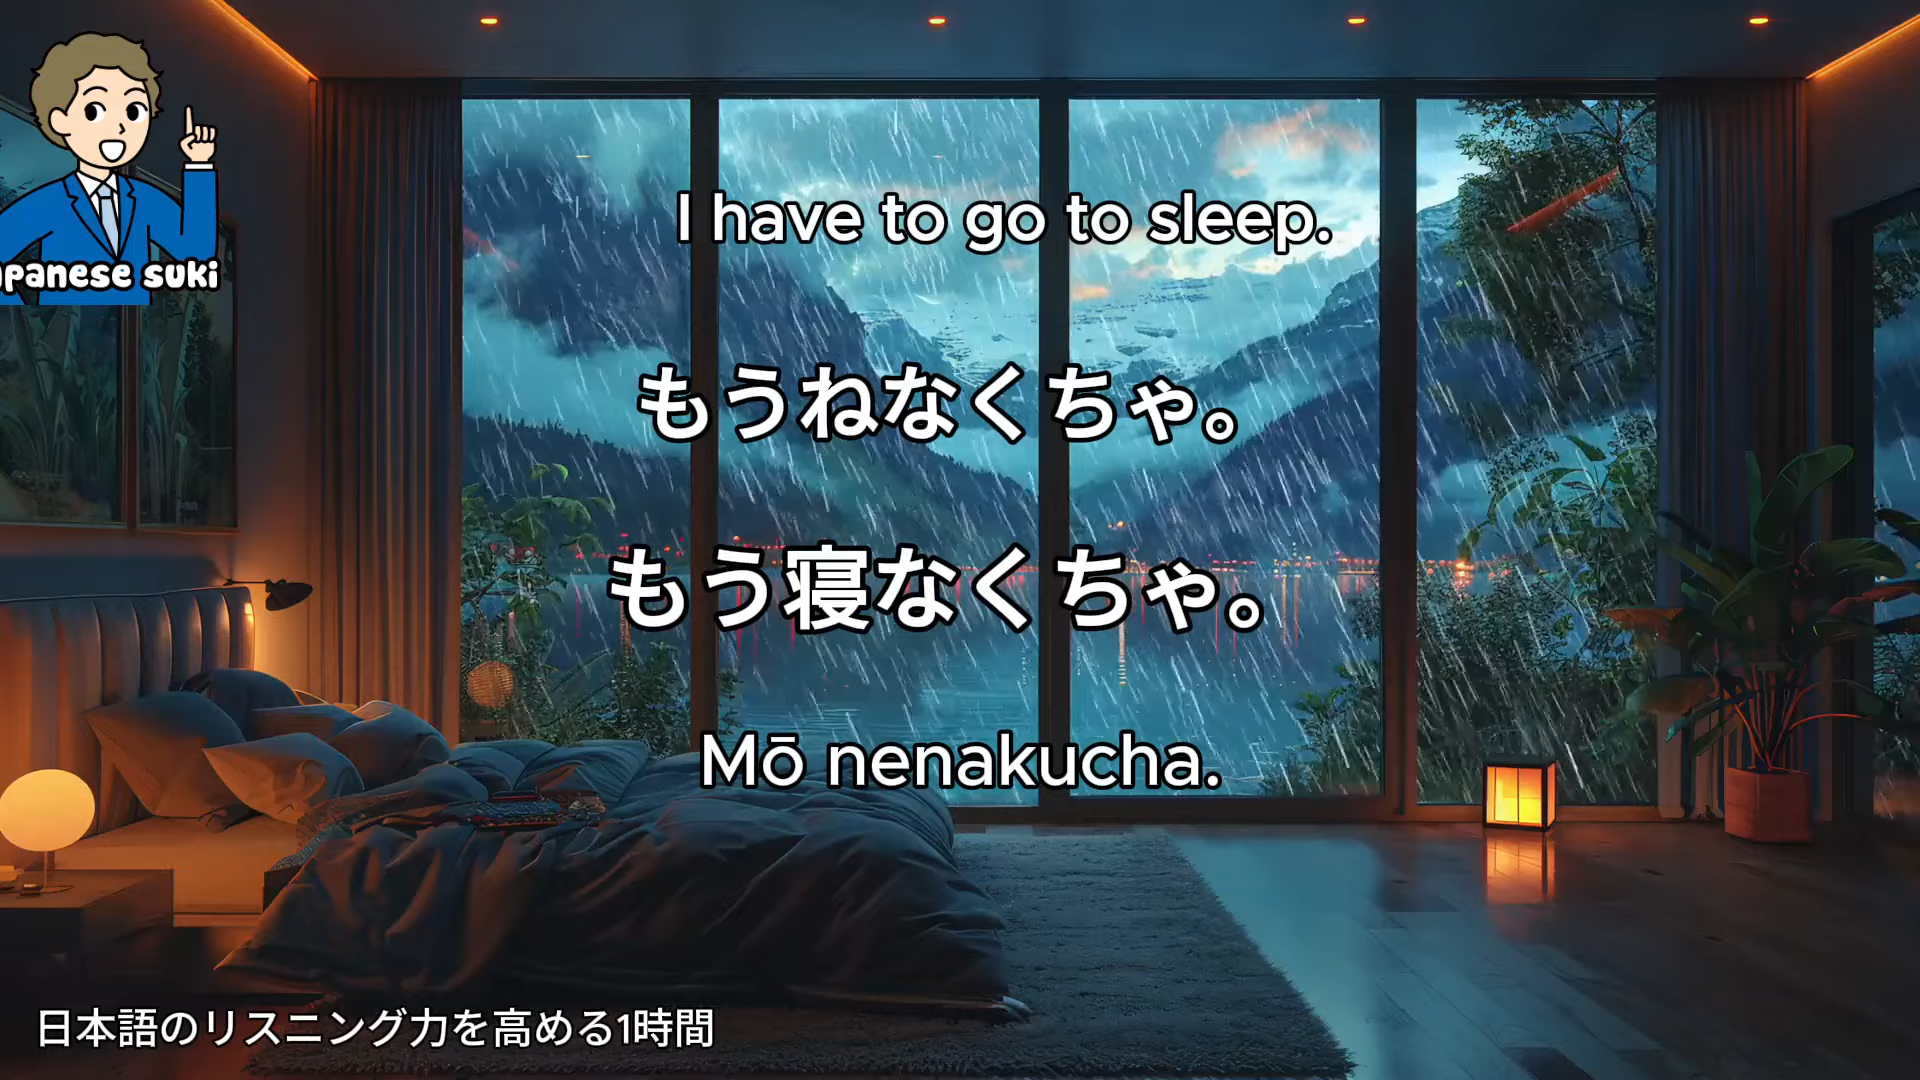 I have to go to sleep.
もうねなくちゃ。
もう寝なくちゃ。
Mō nenakucha.
panese suki
日本語のリスニング力を高める1時間